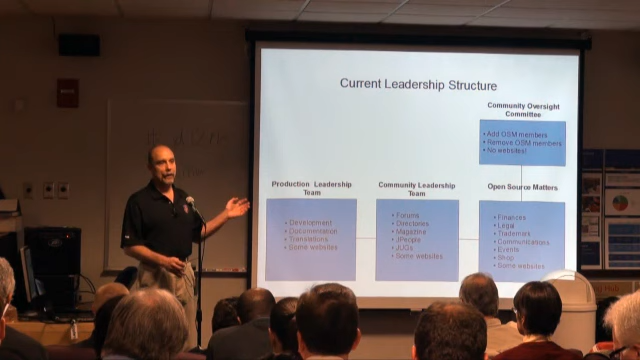 Current Leadership Structure
Community Oversight
Committee
• Add OSM members
• Remove OSM members
• No websites!
Production Leadership
Team
• Development
• Documentation
• Translations
• Some websites
Community Leadership
Team
• Forums
• Directories
• Magazine
• JPeople
• JUGs
• Some websites
Open Source Matters
• Finances
• Legal
• Trademark
• Communications
• Events
• Shop
• Some websites